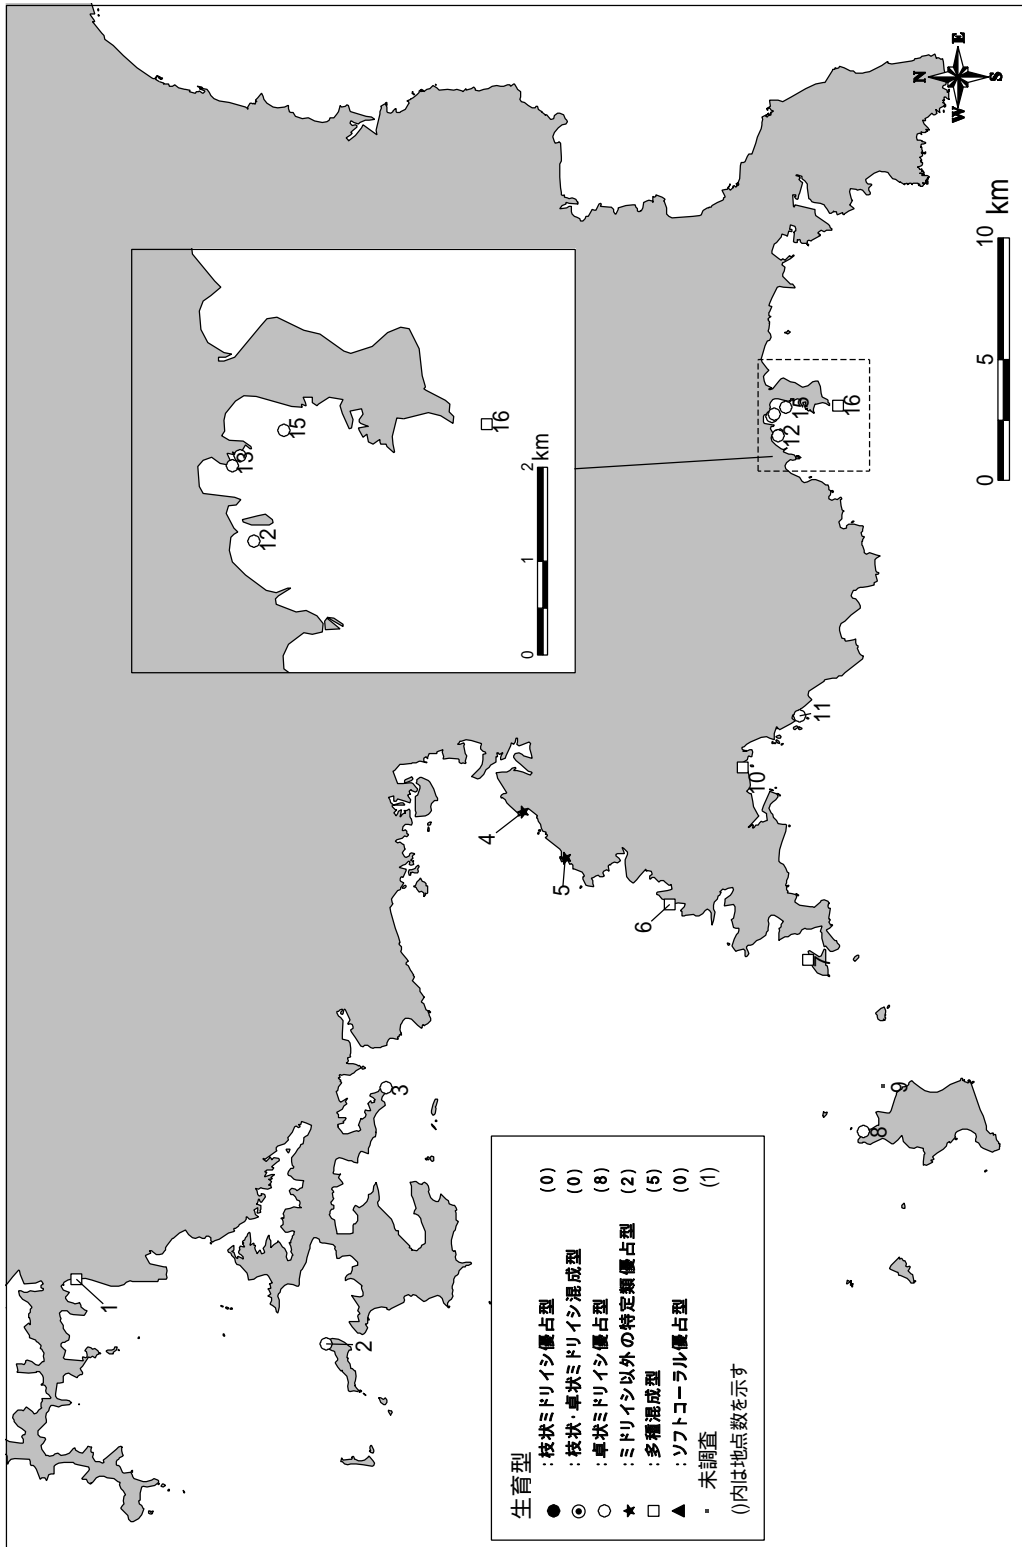 生育型
● : 枝状ミドリイシ優占型 (0)
◉ : 枝状・卓状ミドリイシ混成型 (0)
○ : 卓状ミドリイシ優占型 (8)
★ : ミドリイシ以外の特定類優占型 (2)
□ : 多種混成型 (5)
▲ : ソフトコーラル優占型 (0)
▫ 未調査 (1)
()内は地点数を示す
1
2
3
4
5
6
7
8
9
10
11
12
15
16
0 5 10 km
12
13
15
16
0 1 2 km
N
E
S
W